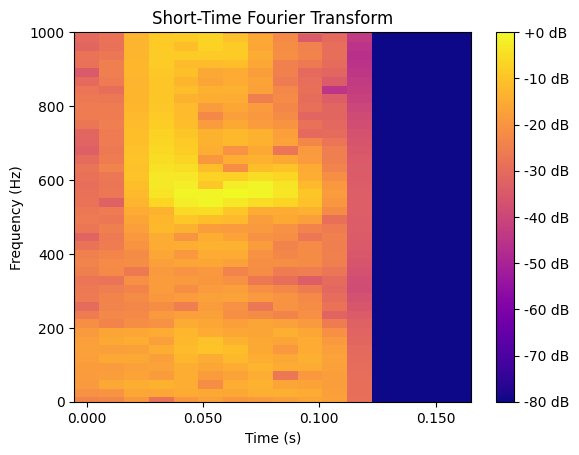 Short-Time Fourier Transform
1000
800
600
400
200
0
Frequency (Hz)
0.000
0.050
0.100
0.150
Time (s)
+0 dB
-10 dB
-20 dB
-30 dB
-40 dB
-50 dB
-60 dB
-70 dB
-80 dB